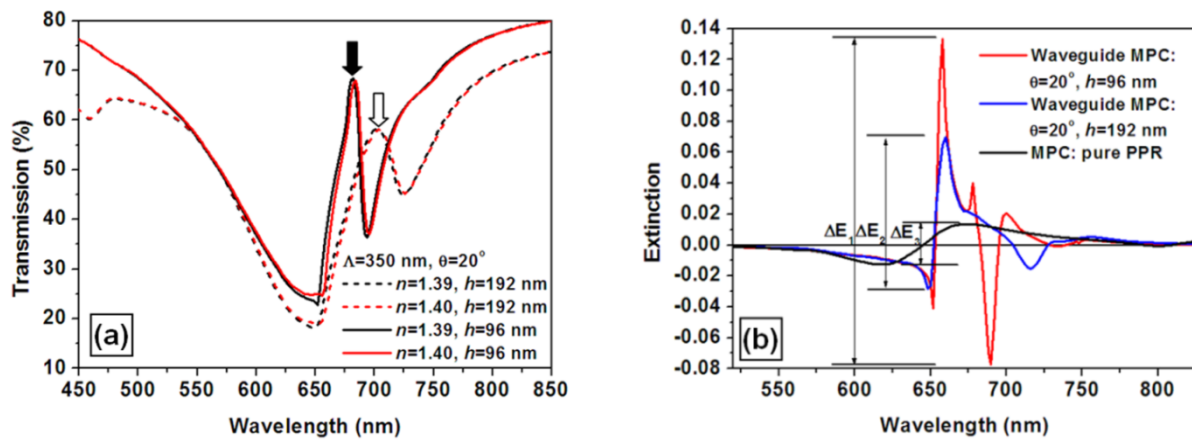 80
70
60
50
40
30
20
10
Transmission (%)
450 500 550 600 650 700 750 800 850
Wavelength (nm)
(a)
Λ=350 nm, θ=20°
n=1.39, h=192 nm
n=1.40, h=192 nm
n=1.39, h=96 nm
n=1.40, h=96 nm
0.14
0.12
0.10
0.08
0.06
0.04
0.02
0.00
-0.02
-0.04
-0.06
-0.08
Extinction
550 600 650 700 750 800
Wavelength (nm)
(b)
Waveguide MPC:
θ=20°, h=96 nm
Waveguide MPC:
θ=20°, h=192 nm
MPC: pure PPR
ΔE₁ ΔE₂ ΔE₃